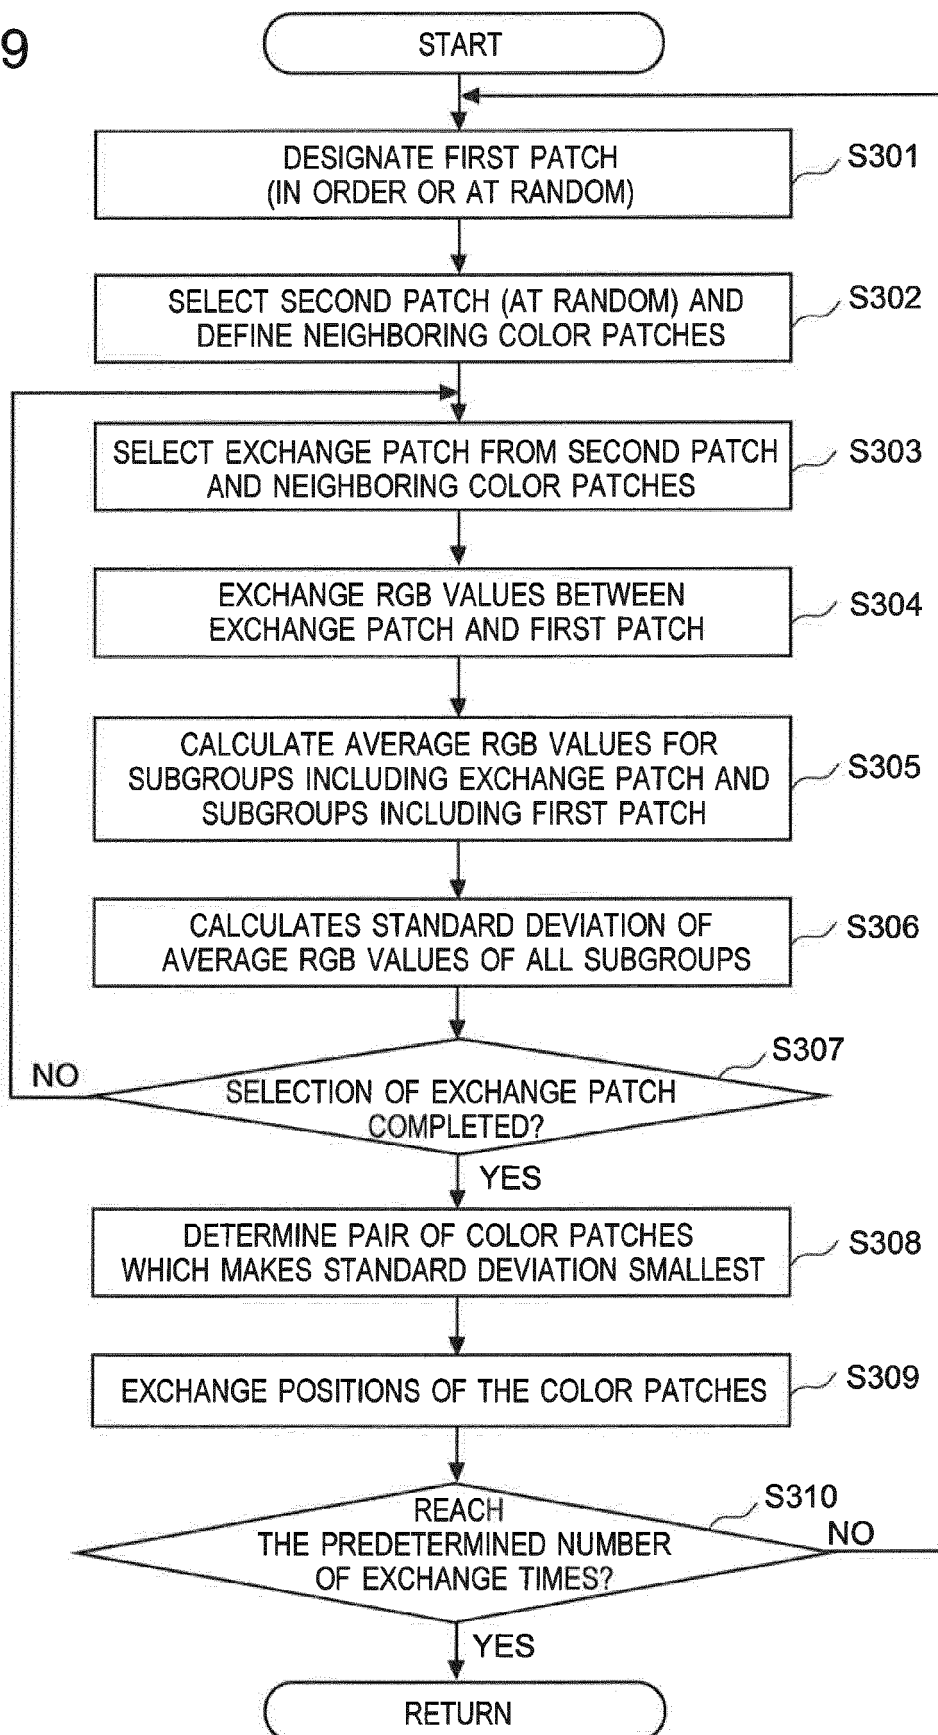 9
START
DESIGNATE FIRST PATCH
(IN ORDER OR AT RANDOM)
S301
SELECT SECOND PATCH (AT RANDOM) AND
DEFINE NEIGHBORING COLOR PATCHES
S302
SELECT EXCHANGE PATCH FROM SECOND PATCH
AND NEIGHBORING COLOR PATCHES
S303
EXCHANGE RGB VALUES BETWEEN
EXCHANGE PATCH AND FIRST PATCH
S304
CALCULATE AVERAGE RGB VALUES FOR
SUBGROUPS INCLUDING EXCHANGE PATCH AND
SUBGROUPS INCLUDING FIRST PATCH
S305
CALCULATES STANDARD DEVIATION OF
AVERAGE RGB VALUES OF ALL SUBGROUPS
S306
S307
NO
SELECTION OF EXCHANGE PATCH
COMPLETED?
YES
DETERMINE PAIR OF COLOR PATCHES
WHICH MAKES STANDARD DEVIATION SMALLEST
S308
EXCHANGE POSITIONS OF THE COLOR PATCHES
S309
S310
REACH
THE PREDETERMINED NUMBER
OF EXCHANGE TIMES?
NO
YES
RETURN